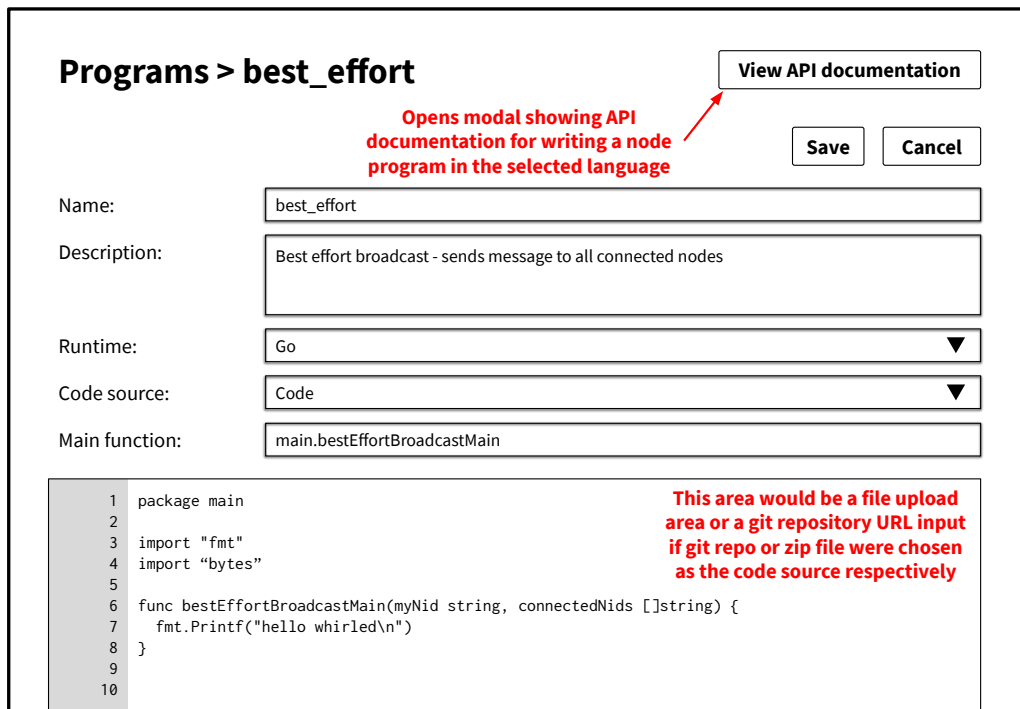 Programs > best_effort
View API documentation
Opens modal showing API
documentation for writing a node
program in the selected language
Save
Cancel
Name:
best_effort
Description:
Best effort broadcast - sends message to all connected nodes
Runtime:
Go
Code source:
Code
Main function:
main.bestEffortBroadcastMain
This area would be a file upload
area or a git repository URL input
if git repo or zip file were chosen
as the code source respectively
1 package main
2
3 import "fmt"
4 import “bytes”
5
6 func bestEffortBroadcastMain(myNid string, connectedNids []string) {
7   fmt.Printf("hello whirled\n")
8 }
9
10